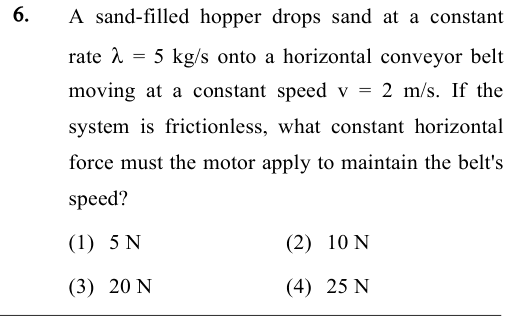 6. A sand-filled hopper drops sand at a constant
rate λ = 5 kg/s onto a horizontal conveyor belt
moving at a constant speed v = 2 m/s. If the
system is frictionless, what constant horizontal
force must the motor apply to maintain the belt's
speed?
(1) 5 N (2) 10 N
(3) 20 N (4) 25 N